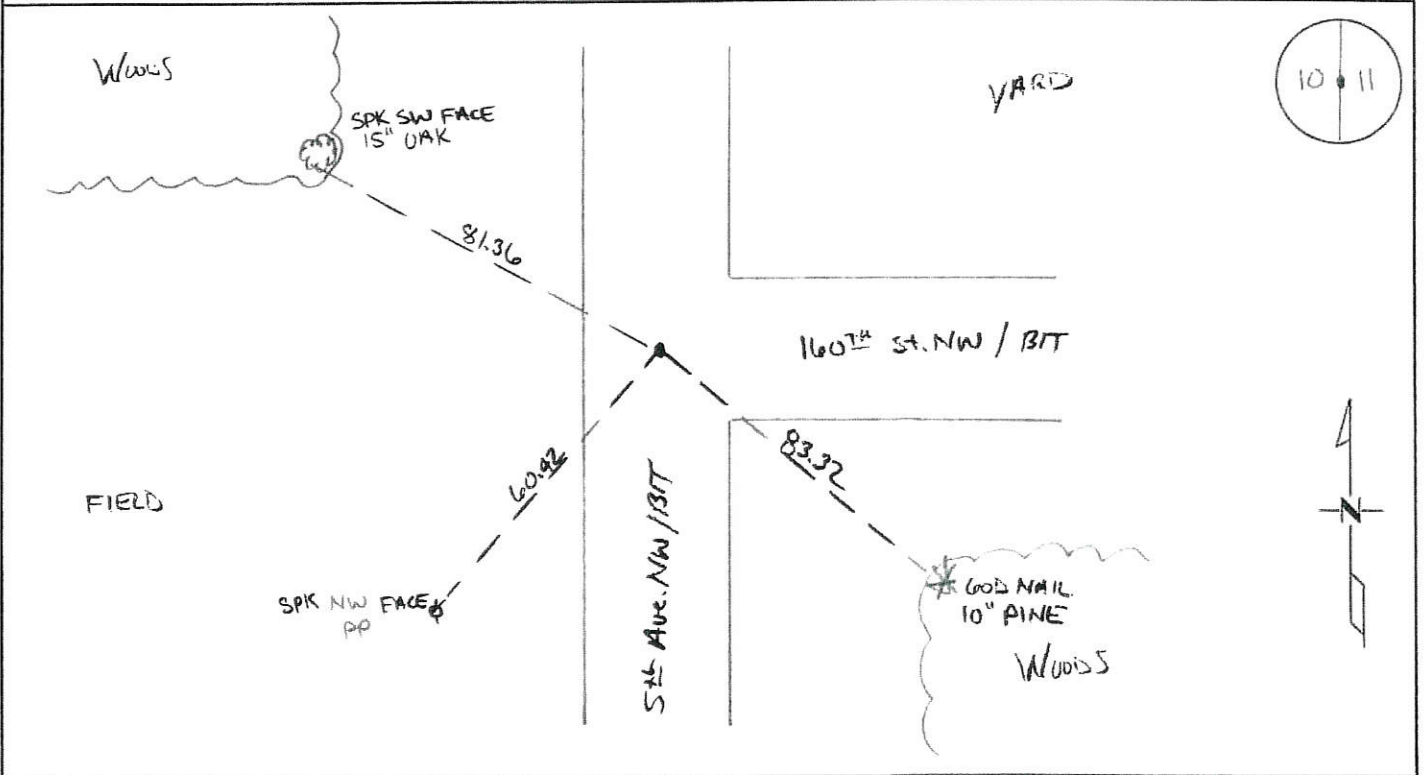 WOODS
SPK SW FACE
15" OAK
YARD
10 11
81.36
160TH St. NW / BIT
60.92
83.32
FIELD
5th Ave. NW / BIT
N
SPK NW FACE
PP
60D NAIL
10" PINE
WOODS